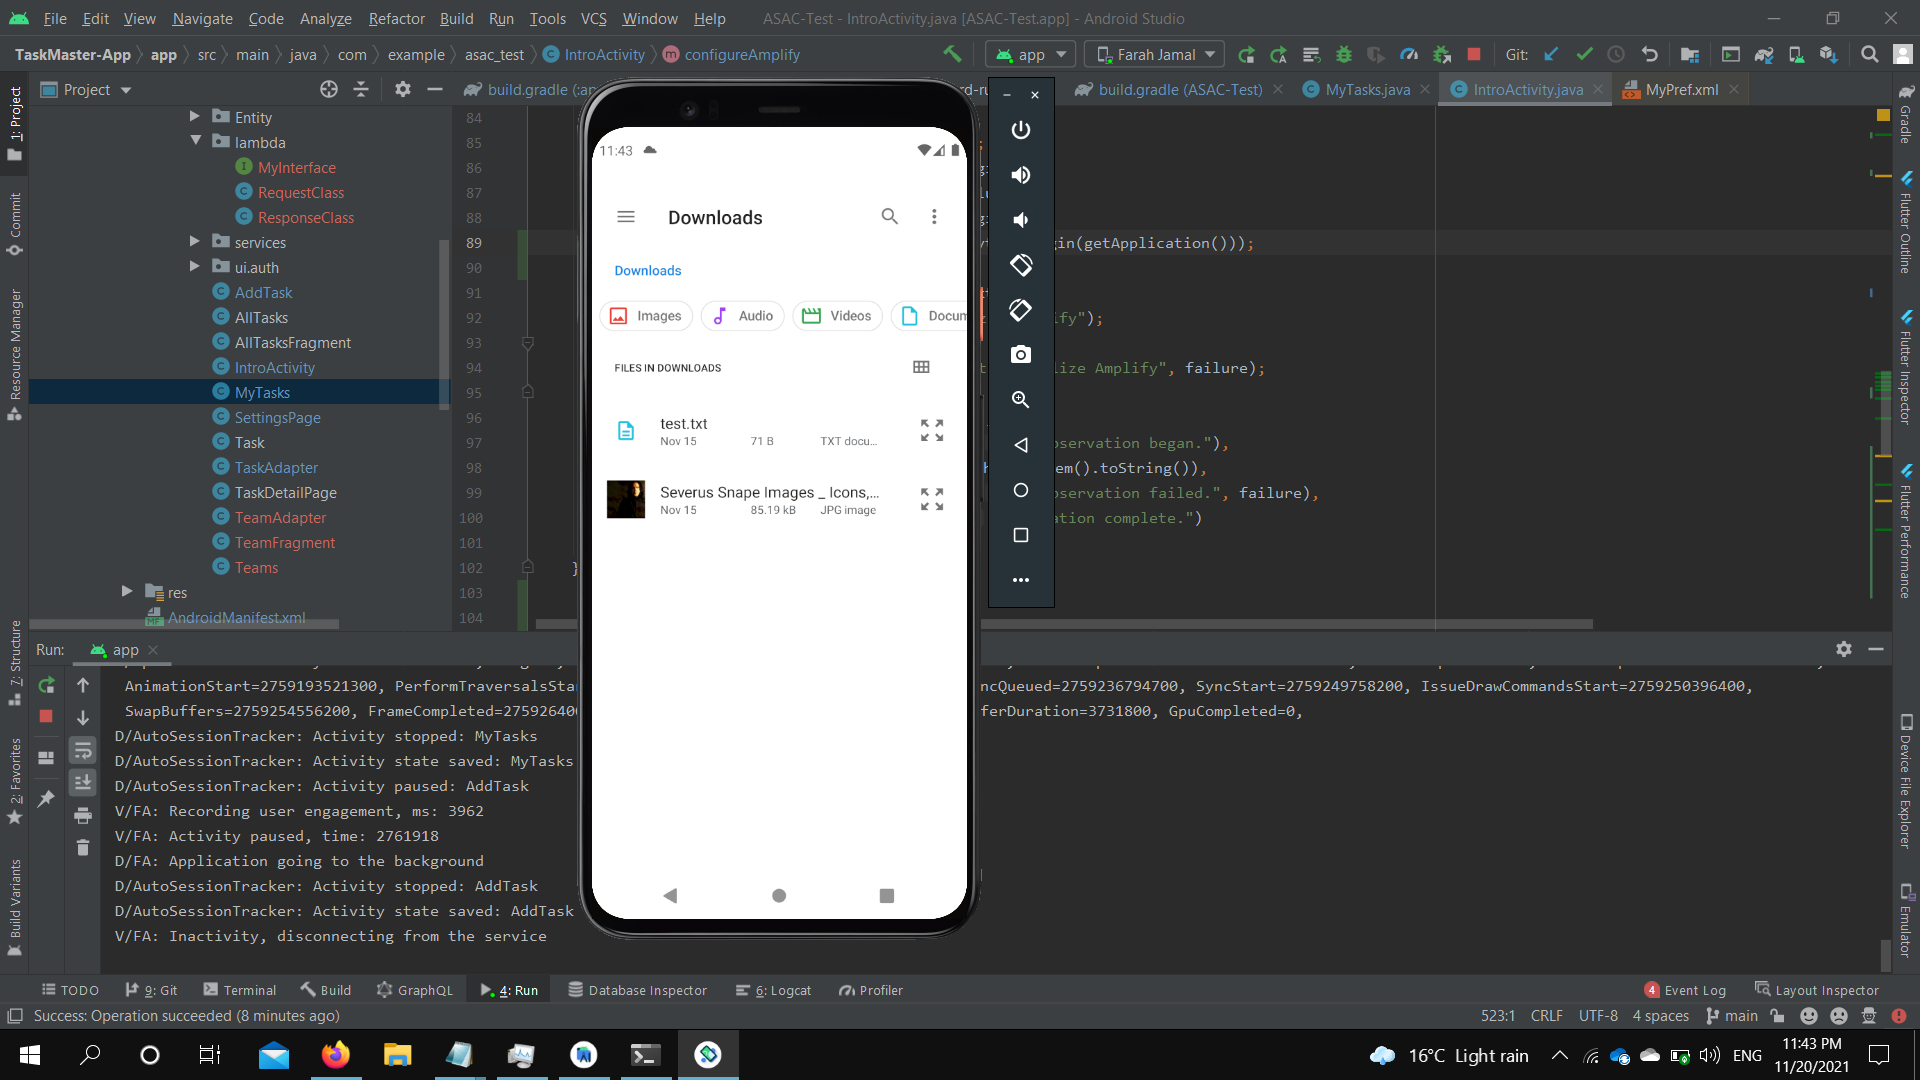 File Edit View Navigate Code Analyze Refactor Build Run Tools VCS Window Help ASAC-Test - IntroActivity.java [ASAC-Test.app] - Android Studio
TaskMaster-App app src main java com example asac_test IntroActivity configureAmplify app Farah Jamal Git:
Project
build.gradle (:ap
rd-ru
build.gradle (ASAC-Test)
MyTasks.java
IntroActivity.java
MyPref.xml
1: Project
Commit
Resource Manager
7: Structure
2: Favorites
Build Variants
Entity
lambda
MyInterface
RequestClass
ResponseClass
services
ui.auth
AddTask
AllTasks
AllTasksFragment
IntroActivity
MyTasks
SettingsPage
Task
TaskAdapter
TaskDetailPage
TeamAdapter
TeamFragment
Teams
res
AndroidManifest.xml
84
85
86
87
88
89
90
91
92
93
94
95
96
97
98
99
100
101
102
103
104
}
gin(getApplication()));
ify");
lize Amplify", failure);
bservation began."),
em().toString()),
bservation failed.", failure),
ation complete.")
11:43
Downloads
Downloads
Images Audio Videos Docum
FILES IN DOWNLOADS
test.txt
Nov 15 71 B TXT docu...
Severus Snape Images _ Icons,...
Nov 15 85.19 kB JPG image
Gradle
Flutter Outline
Flutter Inspector
Flutter Performance
Device File Explorer
Emulator
Run: app
AnimationStart=2759193521300, PerformTraversalsSta
ncQueued=2759236794700, SyncStart=2759249758200, IssueDrawCommandsStart=2759250396400,
SwapBuffers=2759254556200, FrameCompleted=275926400
ferDuration=3731800, GpuCompleted=0,
D/AutoSessionTracker: Activity stopped: MyTasks
D/AutoSessionTracker: Activity state saved: MyTasks
D/AutoSessionTracker: Activity paused: AddTask
V/FA: Recording user engagement, ms: 3962
V/FA: Activity paused, time: 2761918
D/FA: Application going to the background
D/AutoSessionTracker: Activity stopped: AddTask
D/AutoSessionTracker: Activity state saved: AddTask
V/FA: Inactivity, disconnecting from the service
TODO 9: Git Terminal Build GraphQL 4: Run Database Inspector 6: Logcat Profiler 4 Event Log Layout Inspector
Success: Operation succeeded (8 minutes ago) 523:1 CRLF UTF-8 4 spaces main
16°C Light rain ENG 11:43 PM
11/20/2021